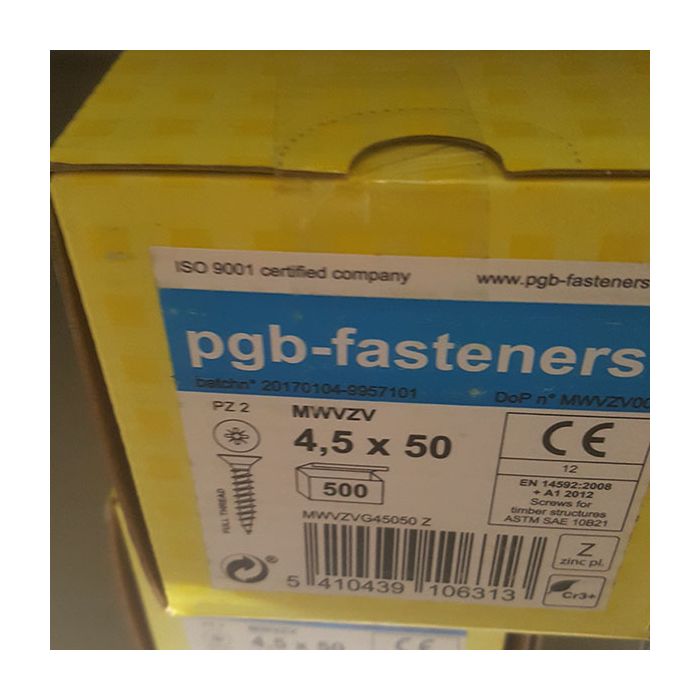 ISO 9001 certified company
www.pgb-fasteners
pgb-fasteners
batchn° 20170104-9957101
DoP n° MWVZV00
PZ 2
MWVZV
4,5 x 50
500
FULL THREAD
MWVZVG45050 Z
CE
12
EN 14592:2008
+ A1 2012
Screws for
timber structures
ASTM SAE 10B21
Z
zinc pl.
Cr3+
5 410439 106313
MWVZV
4,5 x 50
CE